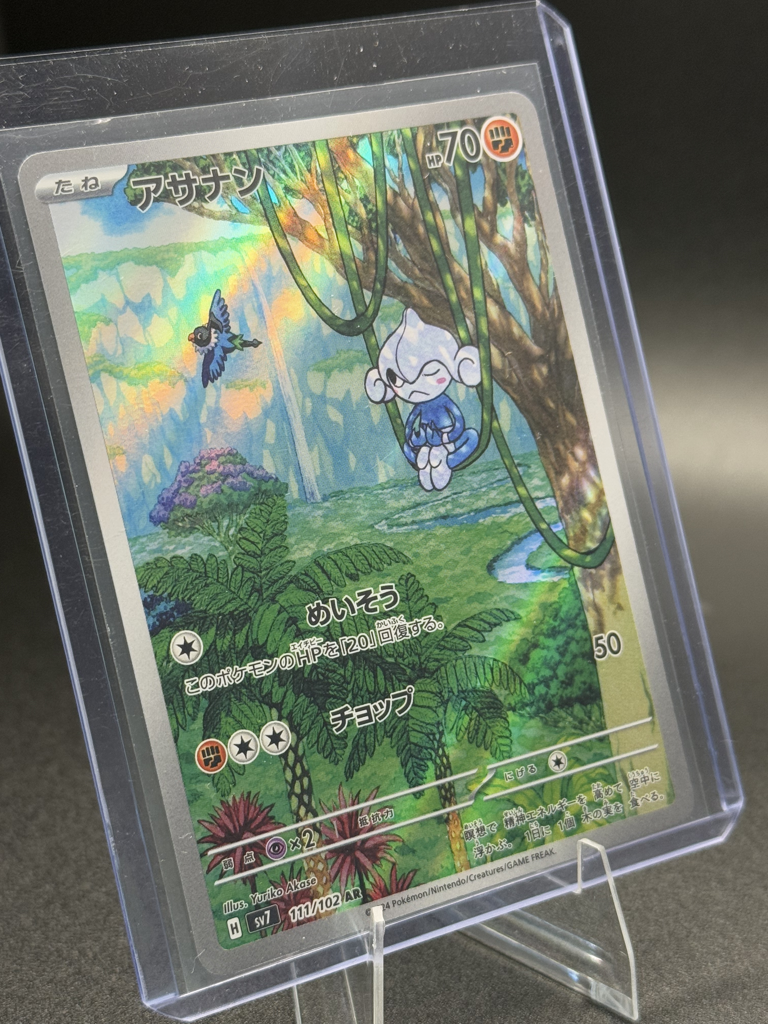 たね
アサナン
HP70
めいそう
このポケモンのHPを「20」回復する。
チョップ
50
にげる
弱点
×2
抵抗力
瞑想で 精神エネルギーを 高めて 空中に
浮かぶ。 1日に 1個 木の実を 食べる。
Illus. Yuriko Akase
H sv7 111/102 AR
24 Pokémon/Nintendo/Creatures/GAME FREAK.